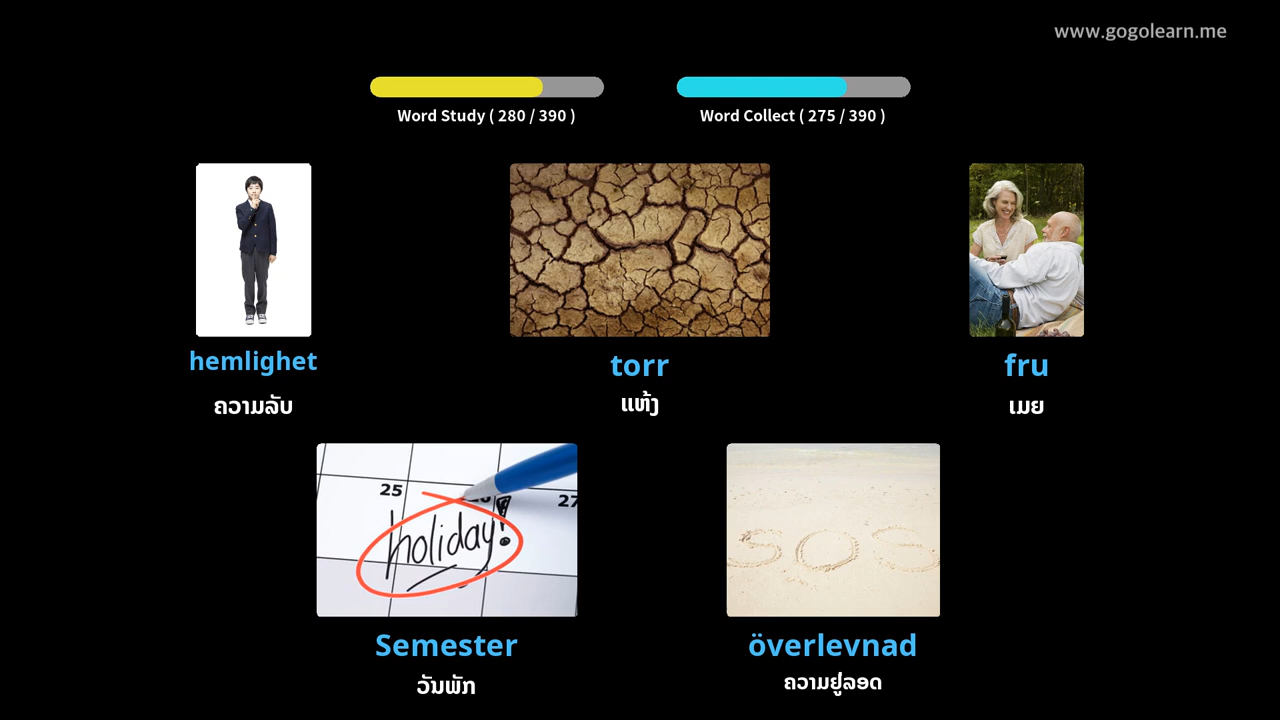 www.gogolearn.me
Word Study ( 280 / 390 )
Word Collect ( 275 / 390 )
hemlighet
ຄວາມລັບ
torr
ແຫ້ງ
fru
ເມຍ
25
27
holiday!
Semester
ວັນພັກ
SOS
överlevnad
ຄວາມຢູ່ລອດ